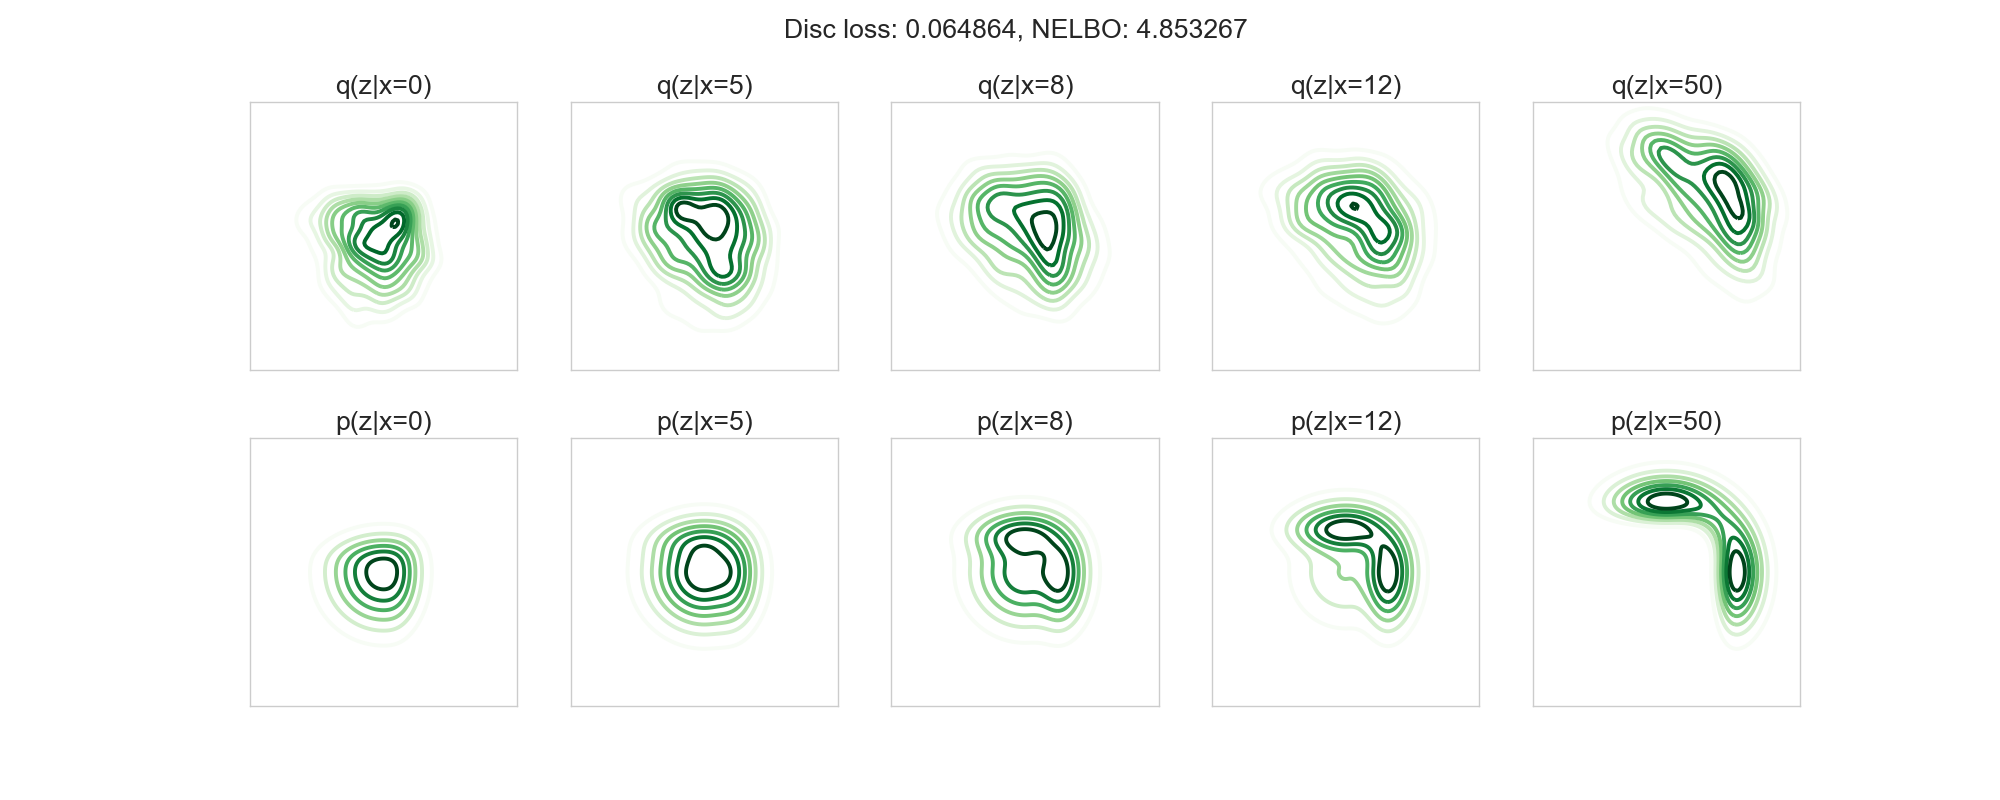 Disc loss: 0.064864, NELBO: 4.853267
q(z|x=0) q(z|x=5) q(z|x=8) q(z|x=12) q(z|x=50)
p(z|x=0) p(z|x=5) p(z|x=8) p(z|x=12) p(z|x=50)